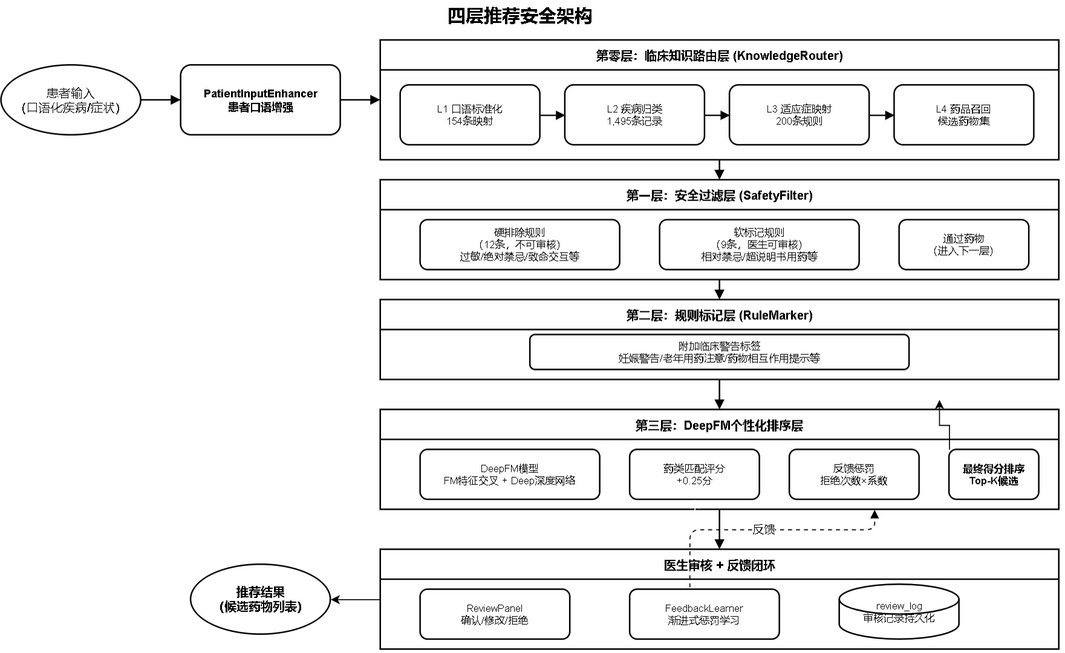 四层推荐安全架构
患者输入
(口语化疾病/症状)
PatientInputEnhancer
患者口语增强
第零层：临床知识路由层 (KnowledgeRouter)
L1 口语标准化
154条映射
L2 疾病归类
1,495条记录
L3 适应症映射
200条规则
L4 药品召回
候选药物集
第一层：安全过滤层 (SafetyFilter)
硬排除规则
(12条，不可审核)
过敏/绝对禁忌/致命交互等
软标记规则
(9条，医生可审核)
相对禁忌/超说明书用药等
通过药物
(进入下一层)
第二层：规则标记层 (RuleMarker)
附加临床警告标签
妊娠警告/老年用药注意/药物相互作用提示等
第三层：DeepFM个性化排序层
DeepFM模型
FM特征交叉 + Deep深度网络
药类匹配评分
+0.25分
反馈惩罚
拒绝次数×系数
最终得分排序
Top-K候选
反馈
医生审核 + 反馈闭环
推荐结果
(候选药物列表)
ReviewPanel
确认/修改/拒绝
FeedbackLearner
渐进式惩罚学习
review_log
审核记录持久化